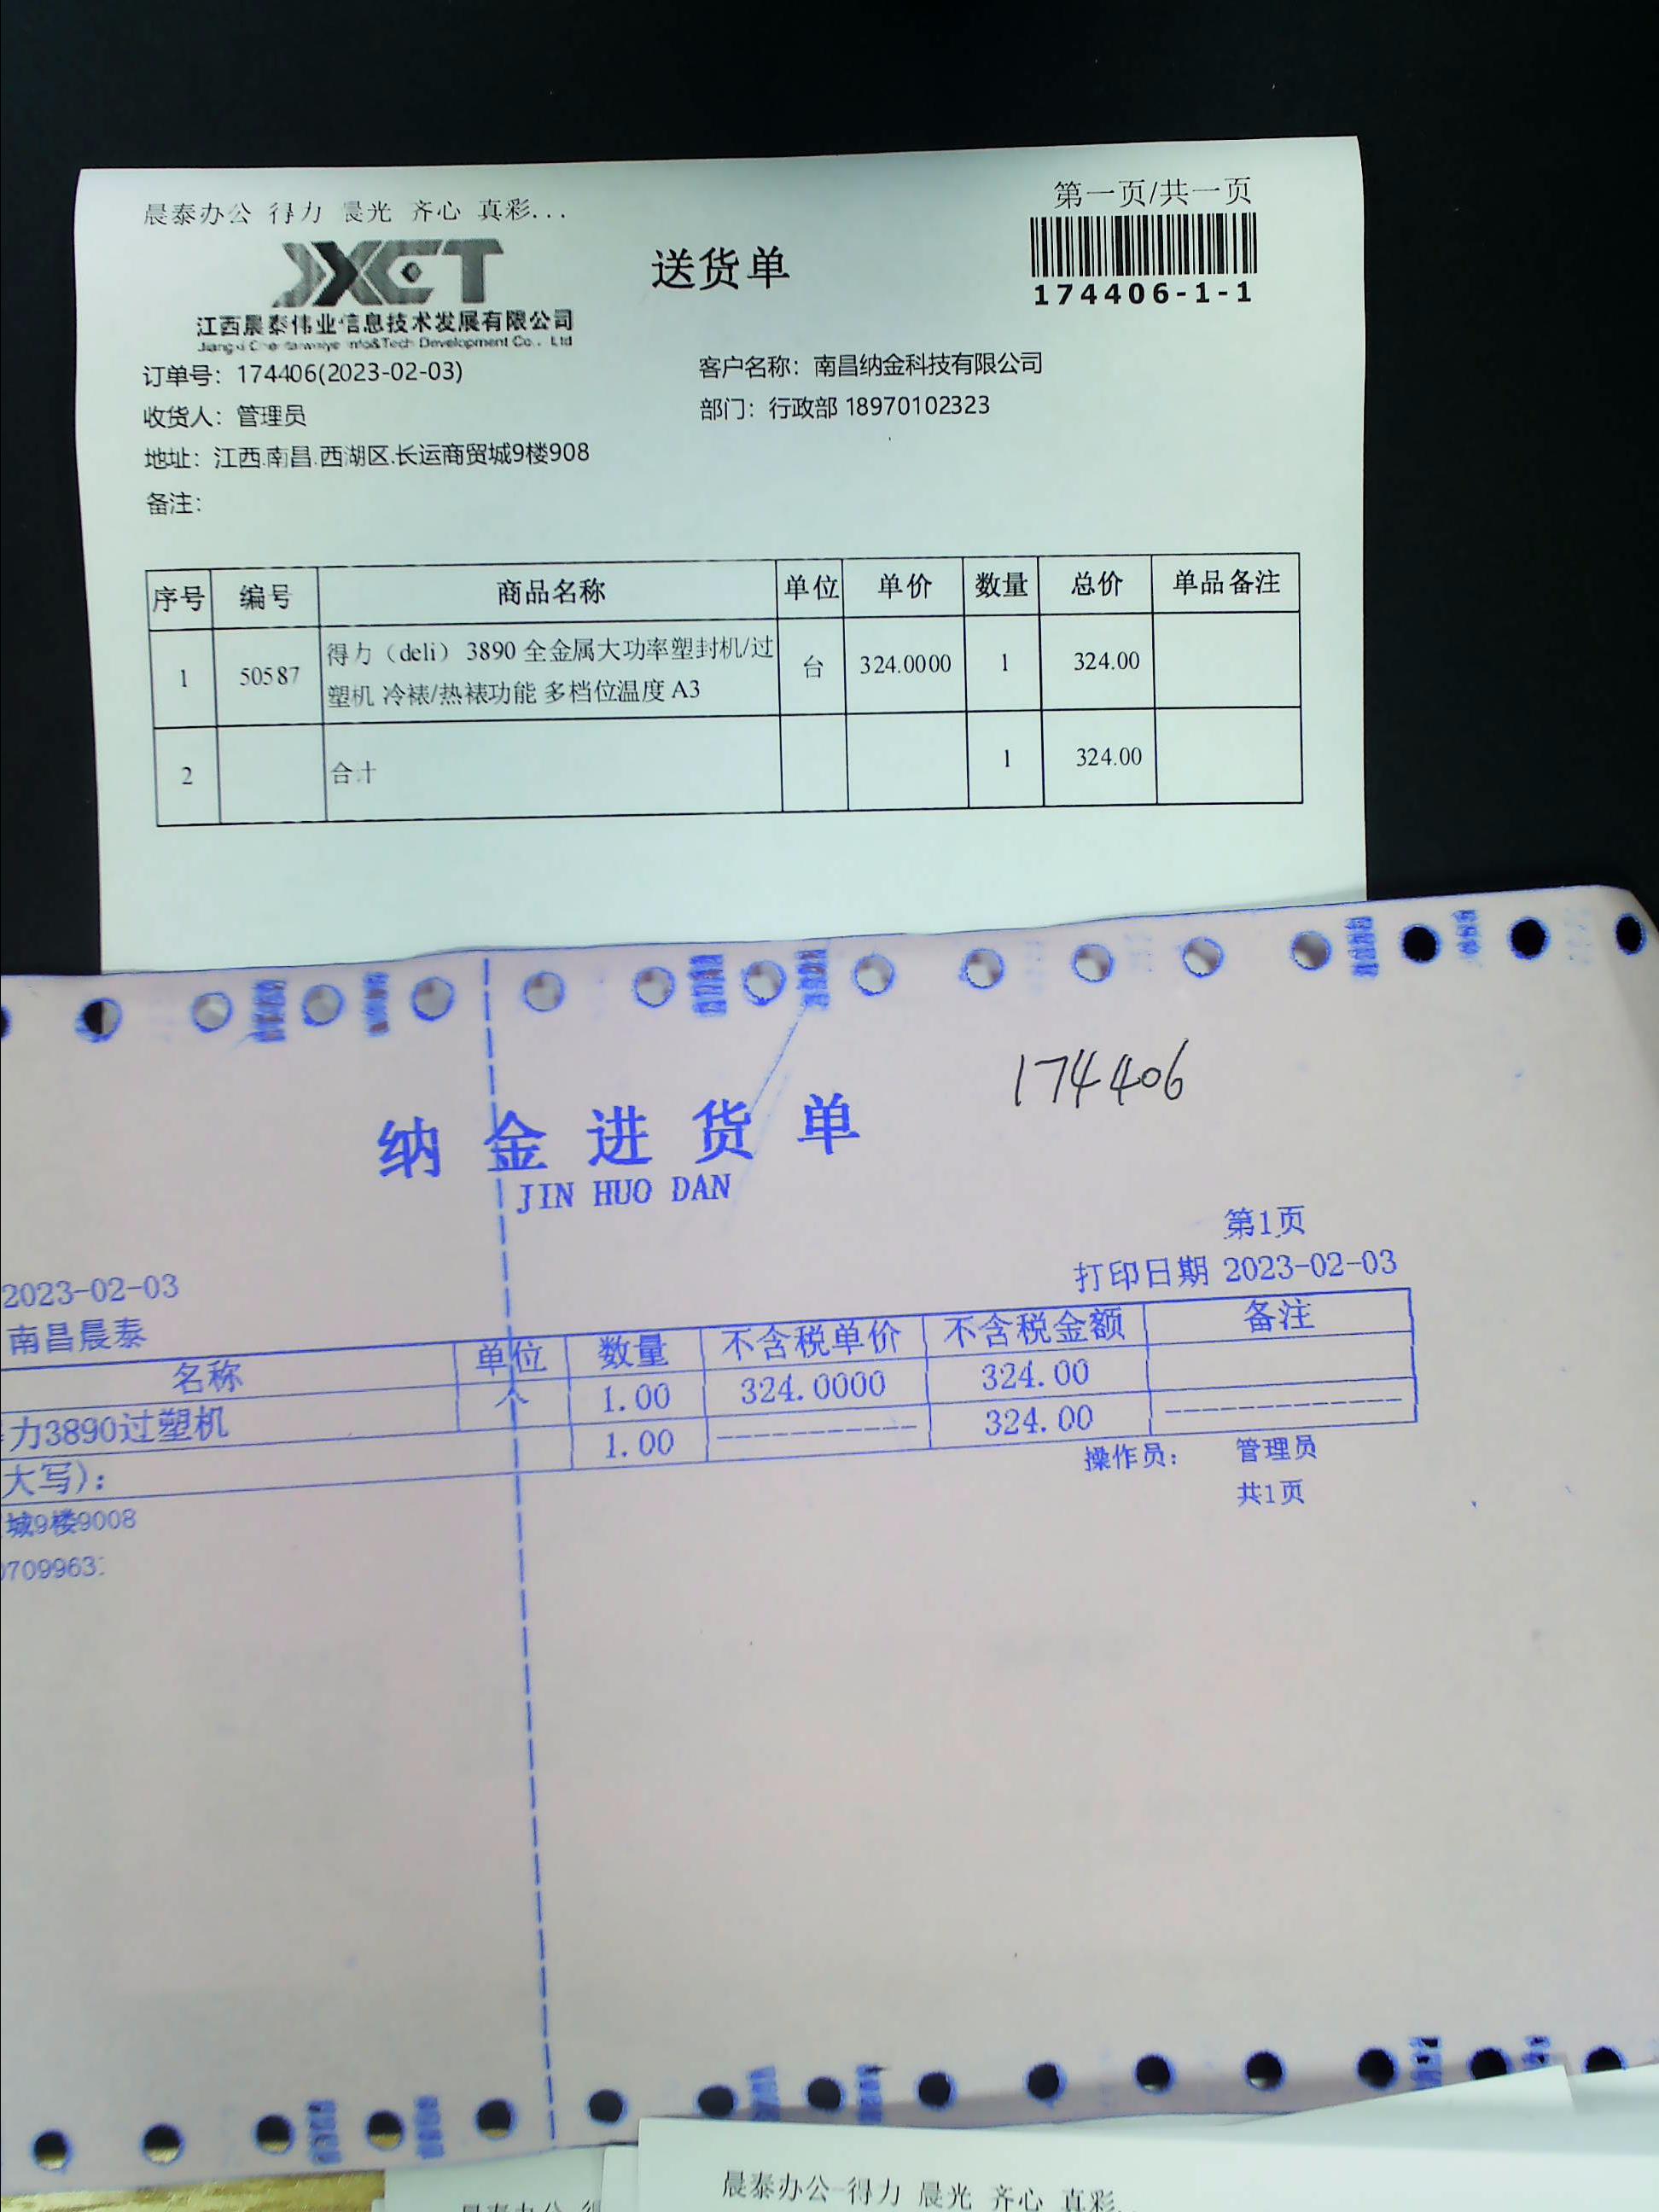 第一页/共一页
晨泰办公 得力 晨光 齐心 真彩...
JXCT
送货单
174406-1-1
江西晨泰伟业信息技术发展有限公司
Info&Tech Development Co., Ltd
订单号：174406(2023-02-03) 客户名称：南昌纳金科技有限公司
收货人：管理员 部门：行政部 18970102323
地址：江西.南昌.西湖区.长运商贸城9楼908
备注：
序号 编号 商品名称 单位 单价 数量 总价 单品备注
1 50587 得力（deli） 3890 全金属大功率塑封机/过 台 324.0000 1 324.00
塑机 冷裱/热裱功能 多档位温度 A3
2 合计 1 324.00
174406
纳金进货单
JIN HUO DAN
第1页
2023-02-03 打印日期 2023-02-03
南昌晨泰
名称 单位 数量 不含税单价 不含税金额 备注
力3890过塑机 个 1.00 324.0000 324.00
大写)： 1.00 ------------ 324.00 --------------
操作员： 管理员
城9楼9008 共1页
0709963
晨泰办公 得力 晨光 齐心 真彩..
晨泰办公 得